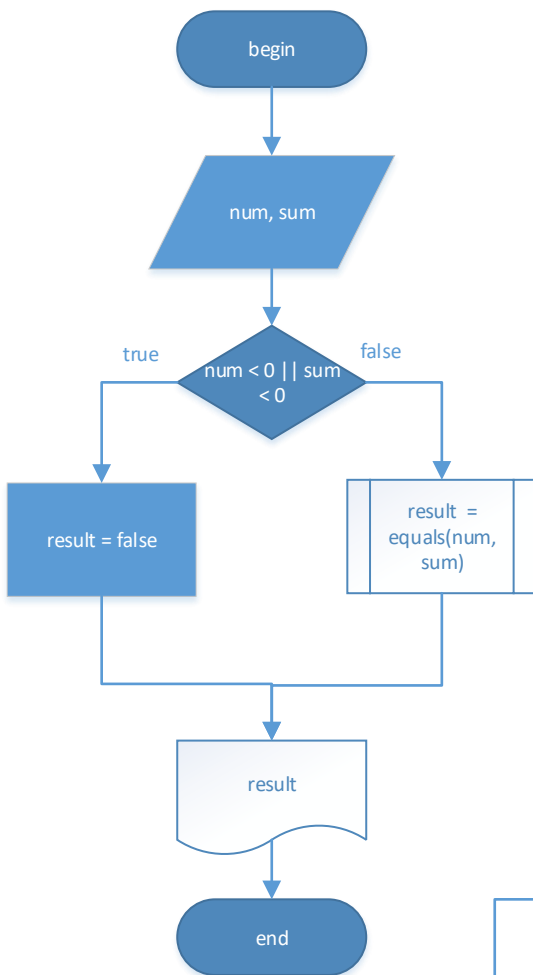 begin
num, sum
true
false
num < 0 || sum
< 0
result = false
result =
equals(num,
sum)
result
end